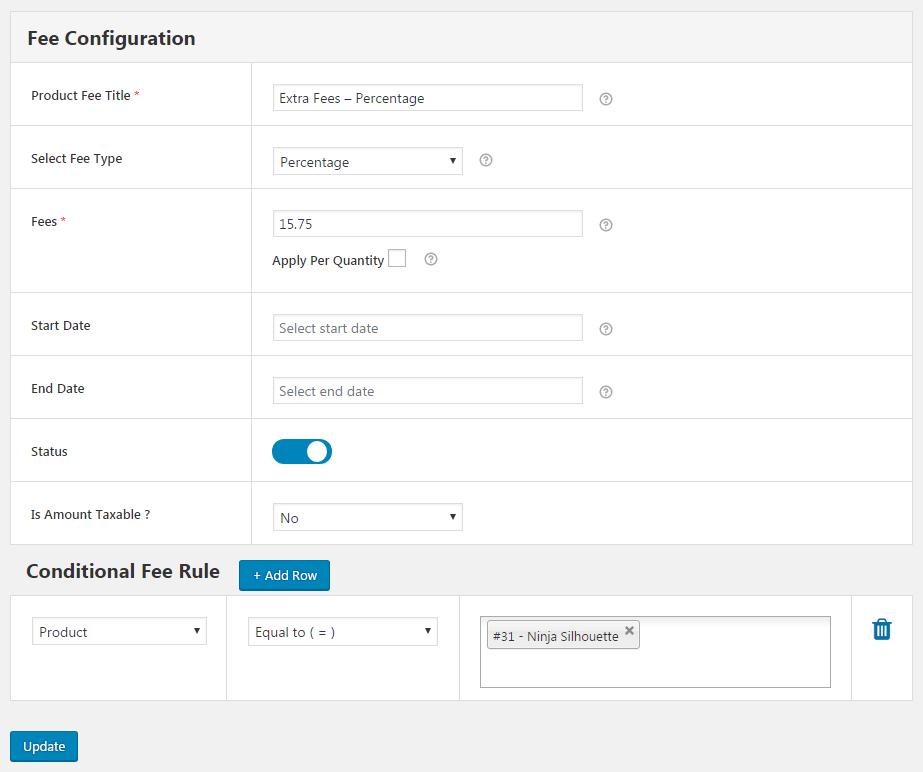 Fee Configuration
Product Fee Title *
Extra Fees – Percentage
?
Select Fee Type
Percentage
?
Fees *
15.75
?
Apply Per Quantity
?
Start Date
Select start date
?
End Date
Select end date
?
Status
Is Amount Taxable ?
No
Conditional Fee Rule
+ Add Row
Product
Equal to ( = )
#31 - Ninja Silhouette ×
Update